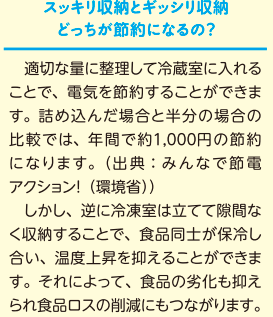 スッキリ収納とギッシリ収納
どっちが節約になるの？
　適切な量に整理して冷蔵室に入れる
ことで、電気を節約することができま
す。詰め込んだ場合と半分の場合の
比較では、年間で約1,000円の節約
になります。（出典：みんなで節電
アクション!（環境省））
　しかし、逆に冷凍室は立てて隙間な
く収納することで、食品同士が保冷し
合い、温度上昇を抑えることができま
す。それによって、食品の劣化も抑え
られ食品ロスの削減にもつながります。